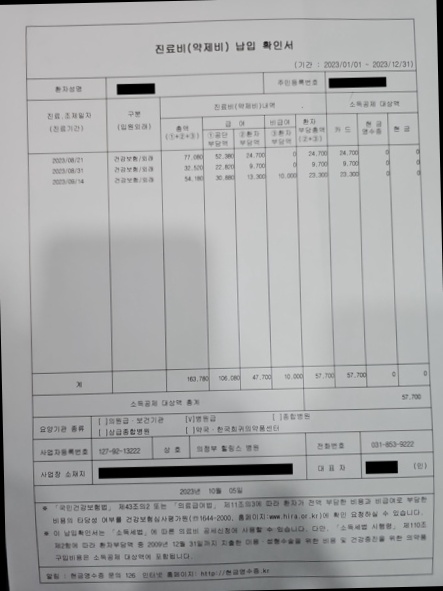 진료비(약제비) 납입 확인서
(기간 : 2023/01/01 - 2023/12/31)
환자성명 주민등록번호
진료.조제일자 (진료기간) 구분 (입원외래) 진료비(약제비)내역 소득공제 대상액
총액 (①+②+③) 급 여 비급여 환자 부담총액 (②+③) 카 드 현 금 영수증 현 금
①공단 부담액 ②환자 부담액 ③환자 부담액
2023/08/21 건강보험/외래 77,080 52,380 24,700 0 24,700 24,700 0 0
2023/08/31 건강보험/외래 32,520 22,820 9,700 0 9,700 9,700 0 0
2023/09/14 건강보험/외래 54,180 30,880 13,300 10,000 23,300 23,300 0 0
계 163,780 106,080 47,700 10,000 57,700 57,700 0 0
소득공제 대상액 총계 57,700
요양기관 종류 [ ]의원급·보건기관 [V]병원급 [ ]종합병원
[ ]상급종합병원 [ ]약국·한국희귀의약품센터
사업자등록번호 127-92-13222 상 호 의정부 힐링스 병원 전화번호 031-853-9222
사업장 소재지 대 표 자 (인)
2023년 10월 05일
* 「국민건강보험법」 제43조의2 또는 「의료급여법」 제11조의3에 따라 환자가 전액 부담한 비용과 비급여로 부담한
비용의 타당성 여부를 건강보험심사평가원(☏1644-2000, 홈페이지:www.hira.or.kr)에 확인 요청하실 수 있습니다.
* 이 납입확인서는 「소득세법」에 따른 의료비 공제신청에 사용할 수 있습니다. 다만, 「소득세법 시행령」 제110조
제2항에 따라 환자부담액 중 2009년 12월 31일까지 지출한 미용·성형수술을 위한 비용 및 건강증진을 위한 의약품
구입비용은 소득공제 대상에 포함됩니다.
알림 : 현금영수증 문의 126 인터넷 홈페이지: http://현금영수증.kr